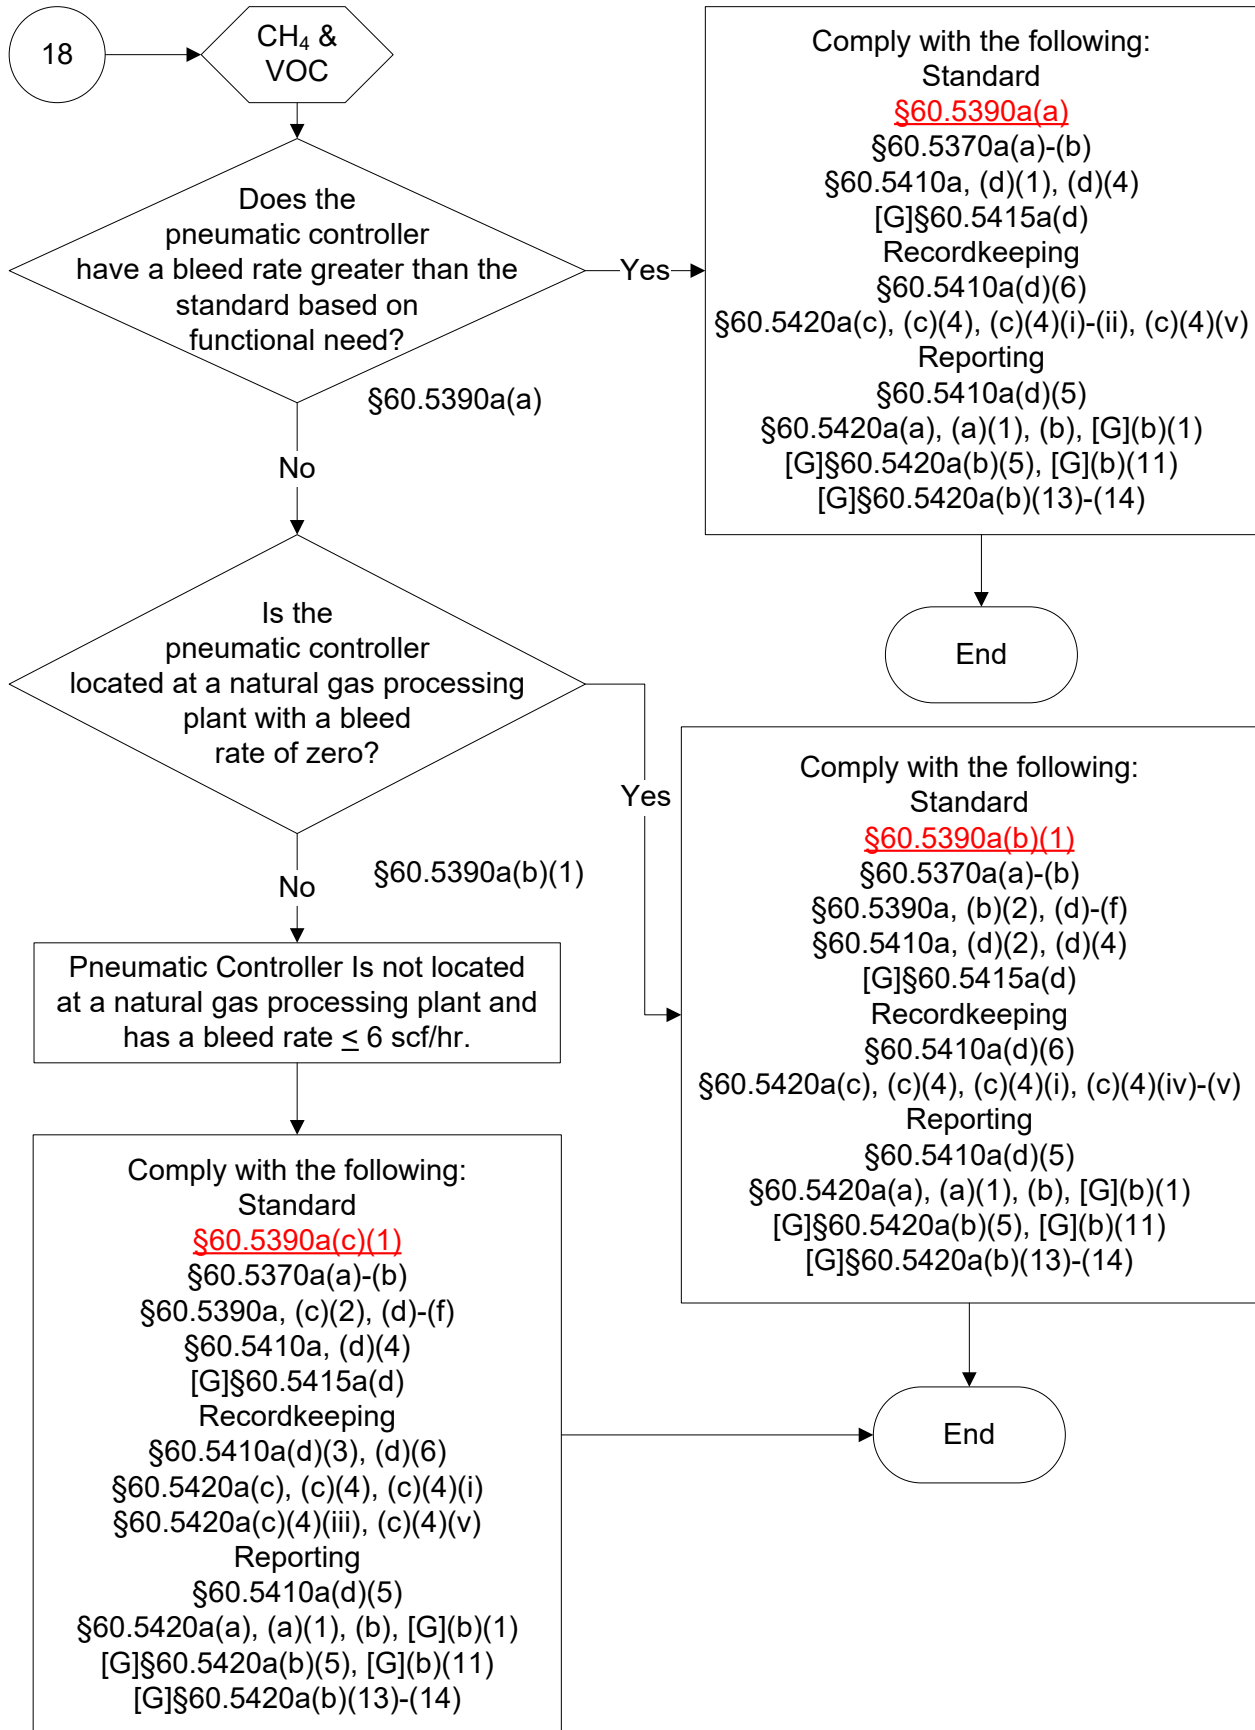 18
CH₄ &
VOC
Does the
pneumatic controller
have a bleed rate greater than the
standard based on
functional need?
Yes
§60.5390a(a)
No
Comply with the following:
Standard
§60.5390a(a)
§60.5370a(a)-(b)
§60.5410a, (d)(1), (d)(4)
[G]§60.5415a(d)
Recordkeeping
§60.5410a(d)(6)
§60.5420a(c), (c)(4), (c)(4)(i)-(ii), (c)(4)(v)
Reporting
§60.5410a(d)(5)
§60.5420a(a), (a)(1), (b), [G](b)(1)
[G]§60.5420a(b)(5), [G](b)(11)
[G]§60.5420a(b)(13)-(14)
End
Is the
pneumatic controller
located at a natural gas processing
plant with a bleed
rate of zero?
Yes
§60.5390a(b)(1)
No
Comply with the following:
Standard
§60.5390a(b)(1)
§60.5370a(a)-(b)
§60.5390a, (b)(2), (d)-(f)
§60.5410a, (d)(2), (d)(4)
[G]§60.5415a(d)
Recordkeeping
§60.5410a(d)(6)
§60.5420a(c), (c)(4), (c)(4)(i), (c)(4)(iv)-(v)
Reporting
§60.5410a(d)(5)
§60.5420a(a), (a)(1), (b), [G](b)(1)
[G]§60.5420a(b)(5), [G](b)(11)
[G]§60.5420a(b)(13)-(14)
Pneumatic Controller Is not located
at a natural gas processing plant and
has a bleed rate ≤ 6 scf/hr.
Comply with the following:
Standard
§60.5390a(c)(1)
§60.5370a(a)-(b)
§60.5390a, (c)(2), (d)-(f)
§60.5410a, (d)(4)
[G]§60.5415a(d)
Recordkeeping
§60.5410a(d)(3), (d)(6)
§60.5420a(c), (c)(4), (c)(4)(i)
§60.5420a(c)(4)(iii), (c)(4)(v)
Reporting
§60.5410a(d)(5)
§60.5420a(a), (a)(1), (b), [G](b)(1)
[G]§60.5420a(b)(5), [G](b)(11)
[G]§60.5420a(b)(13)-(14)
End